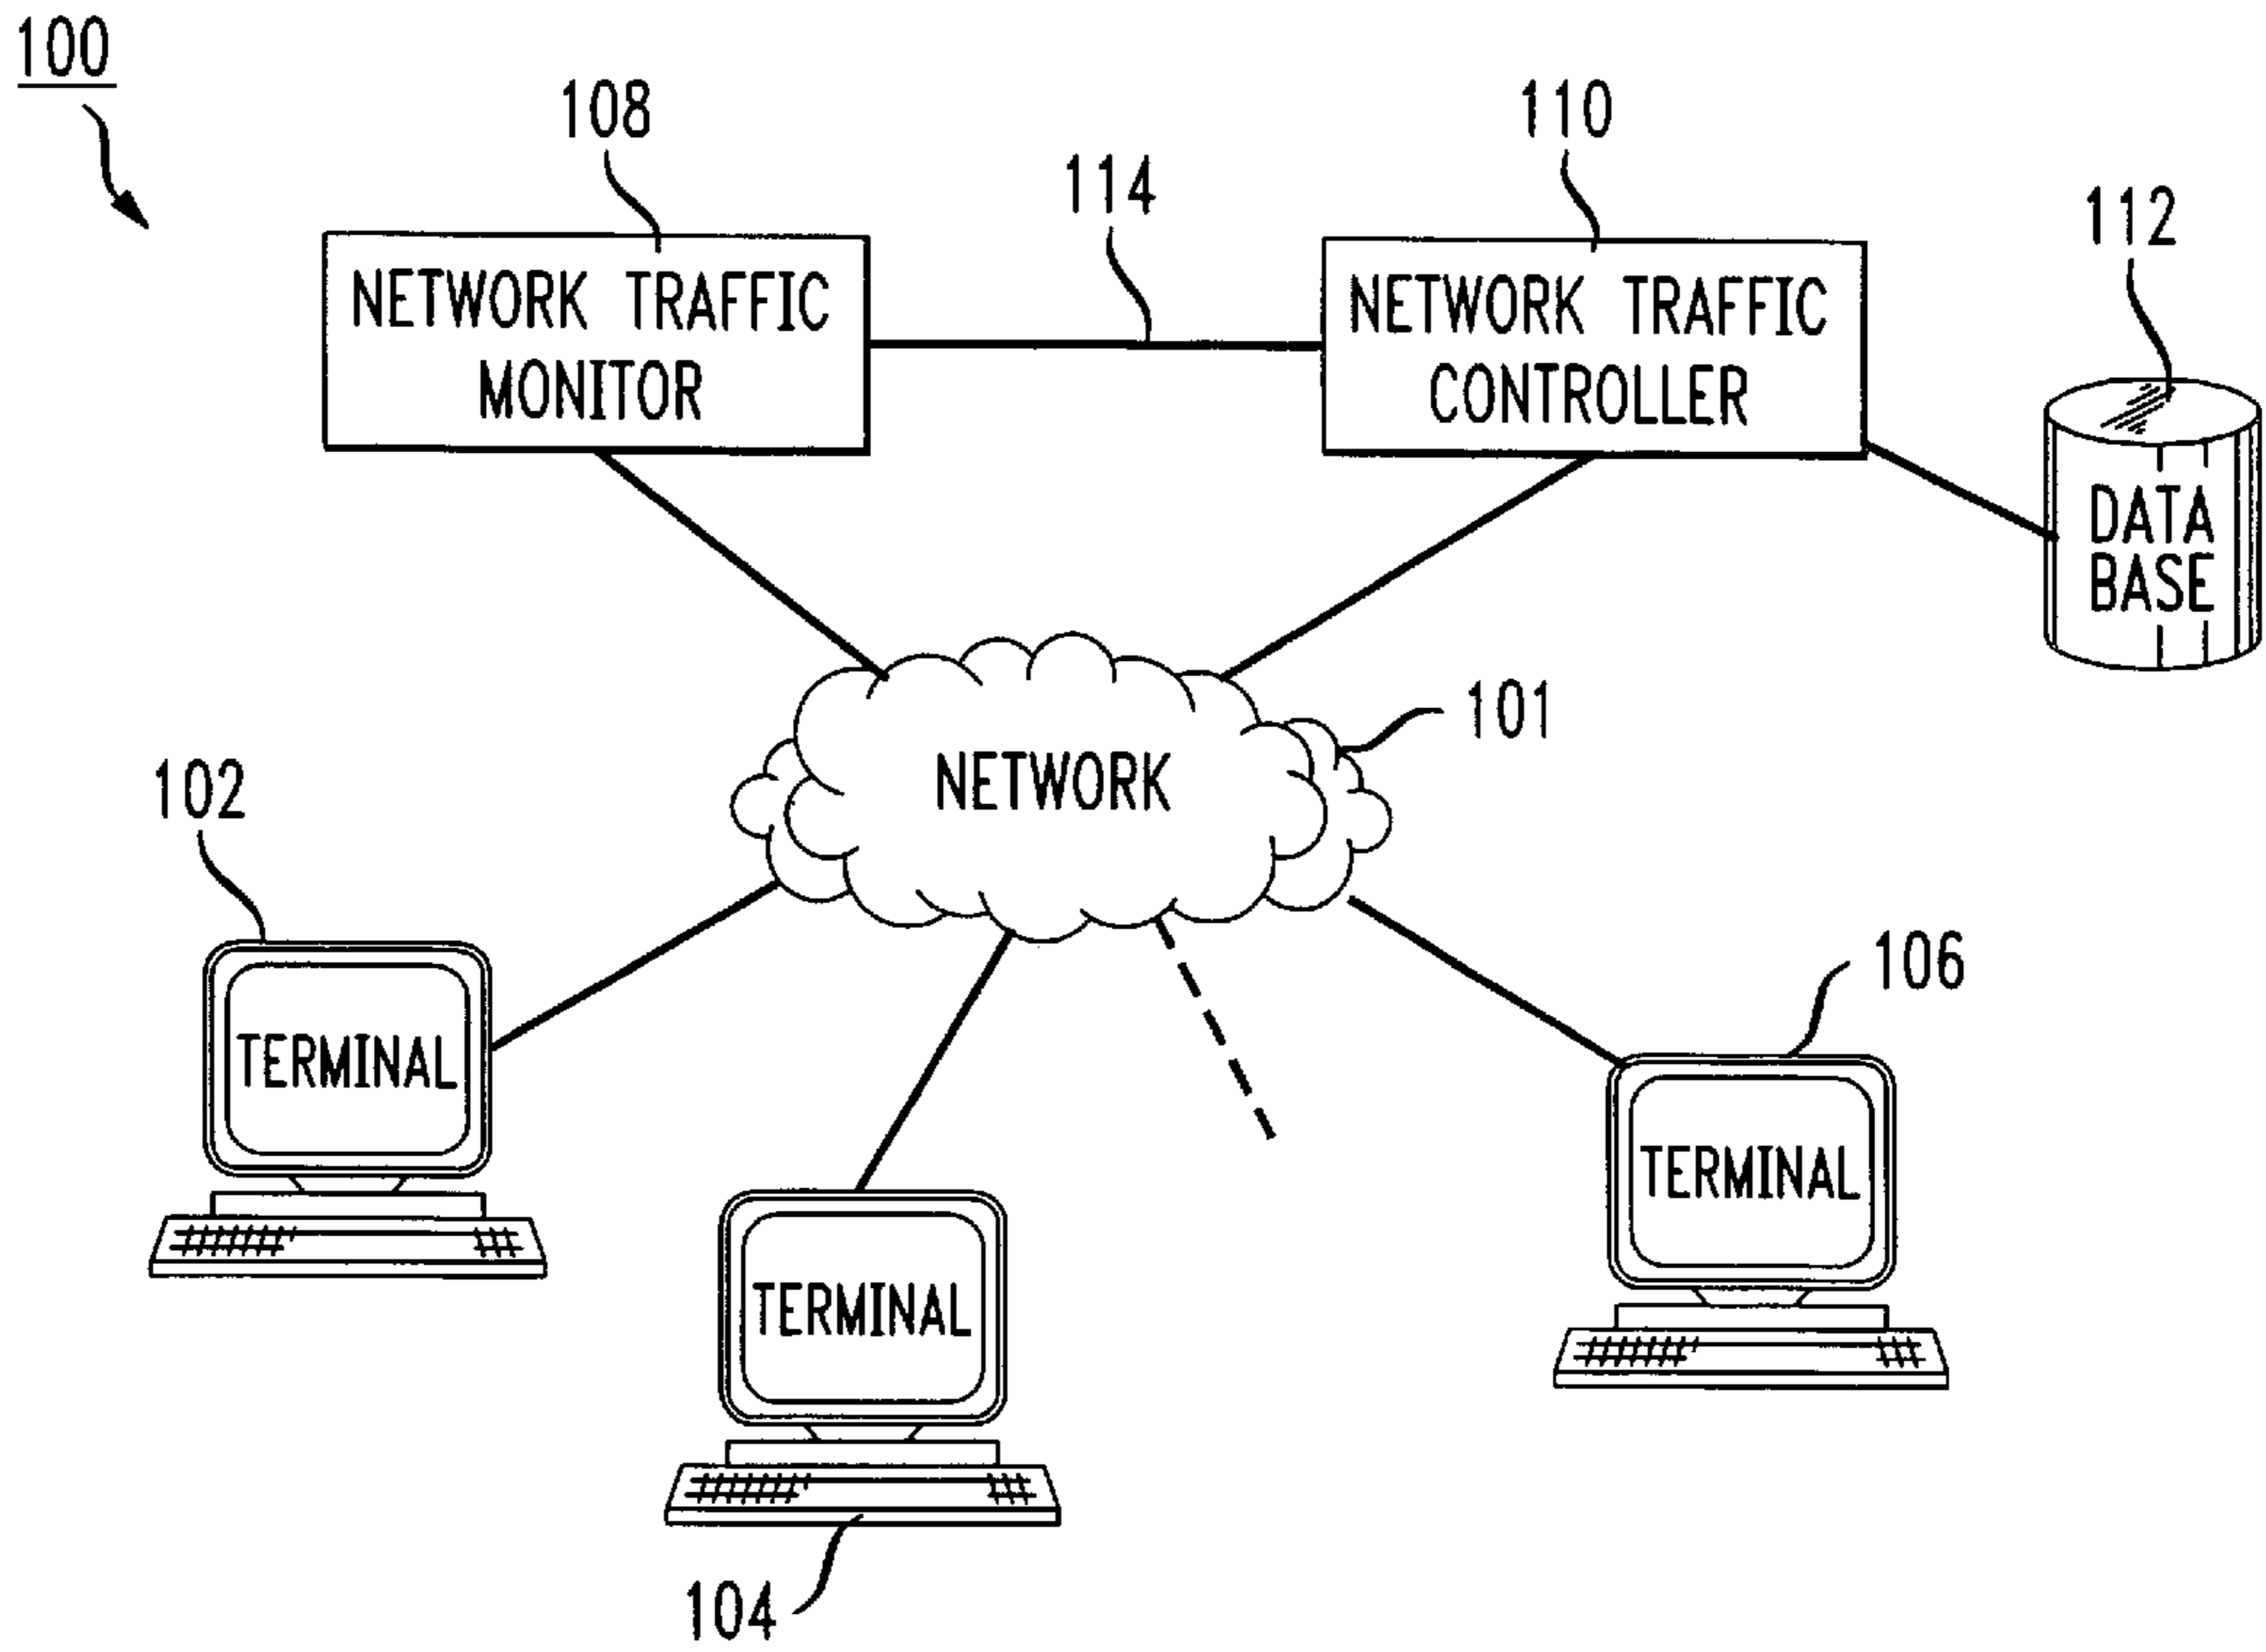 100
108
110
114
112
NETWORK TRAFFIC
MONITOR
NETWORK TRAFFIC
CONTROLLER
DATA
BASE
101
NETWORK
102
106
TERMINAL
TERMINAL
TERMINAL
104